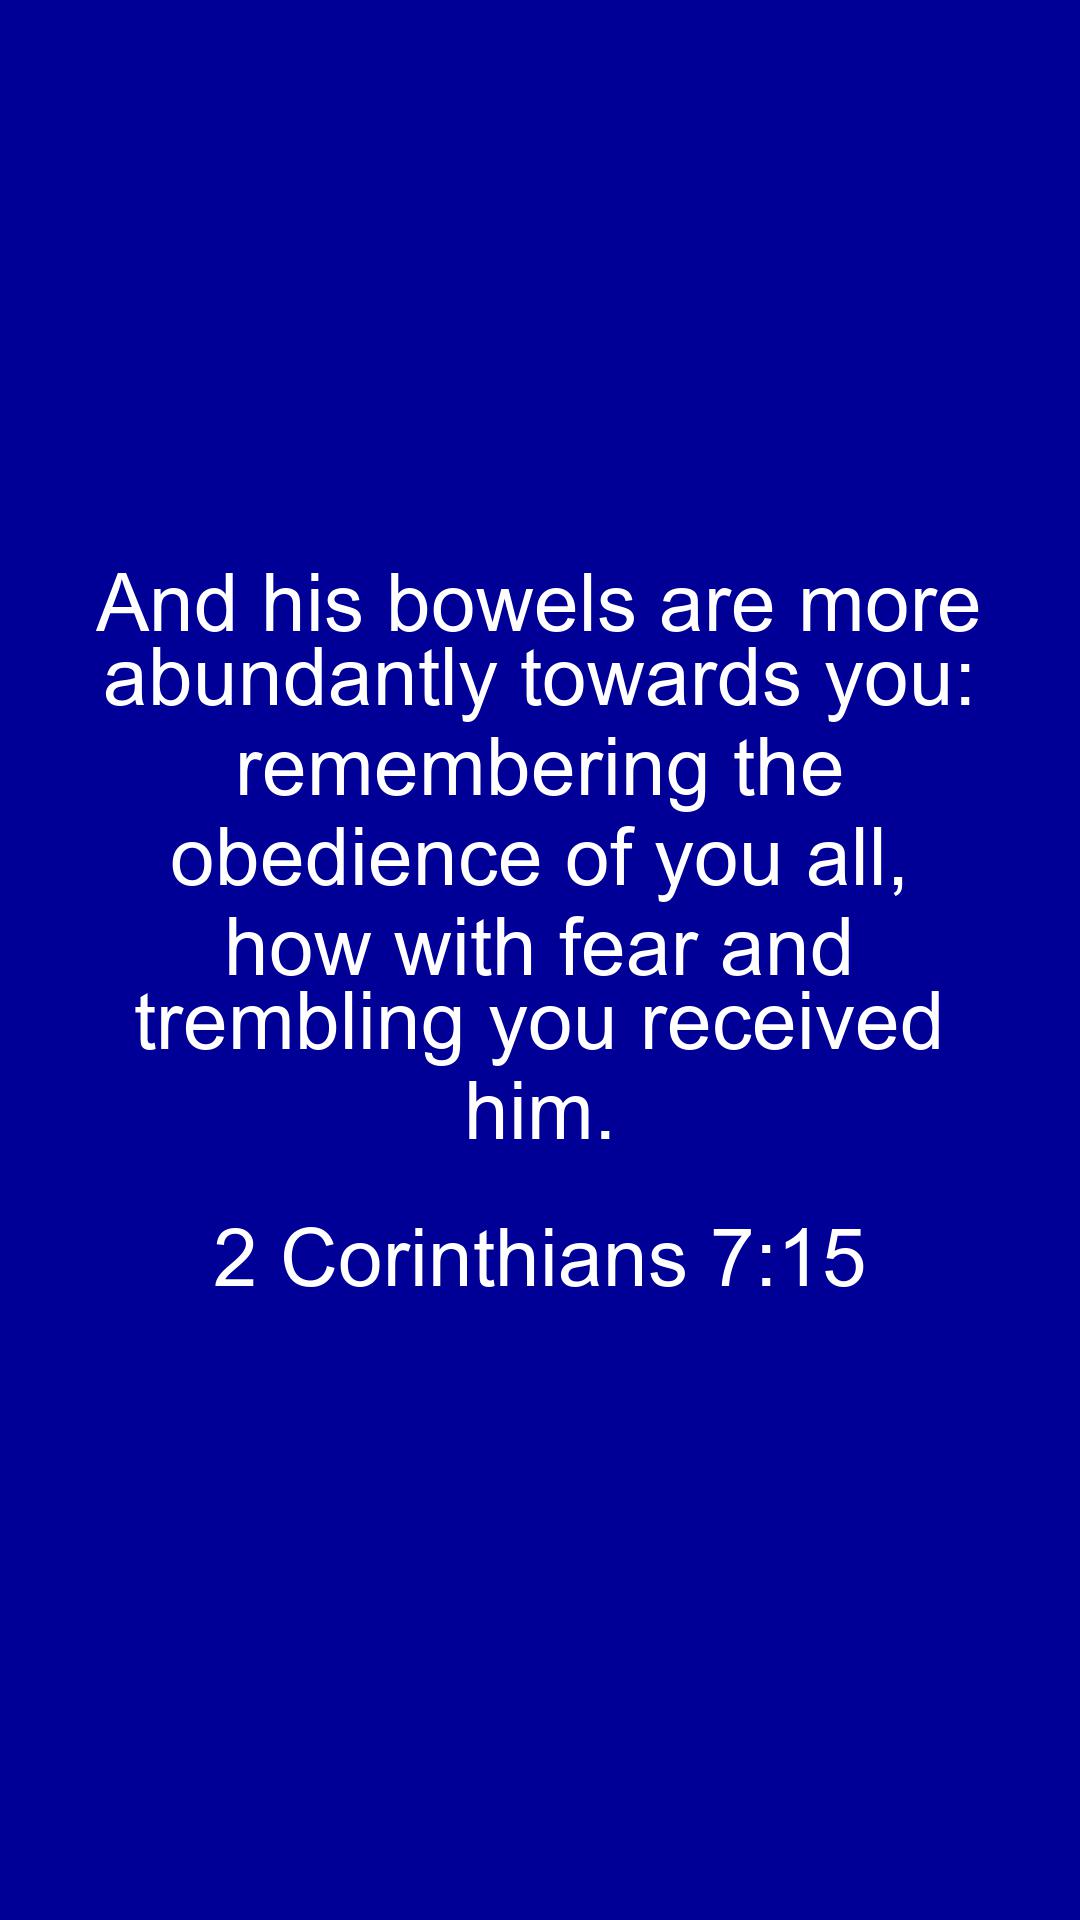 And his bowels are more
abundantly towards you:
remembering the
obedience of you all,
how with fear and
trembling you received
him.
2 Corinthians 7:15